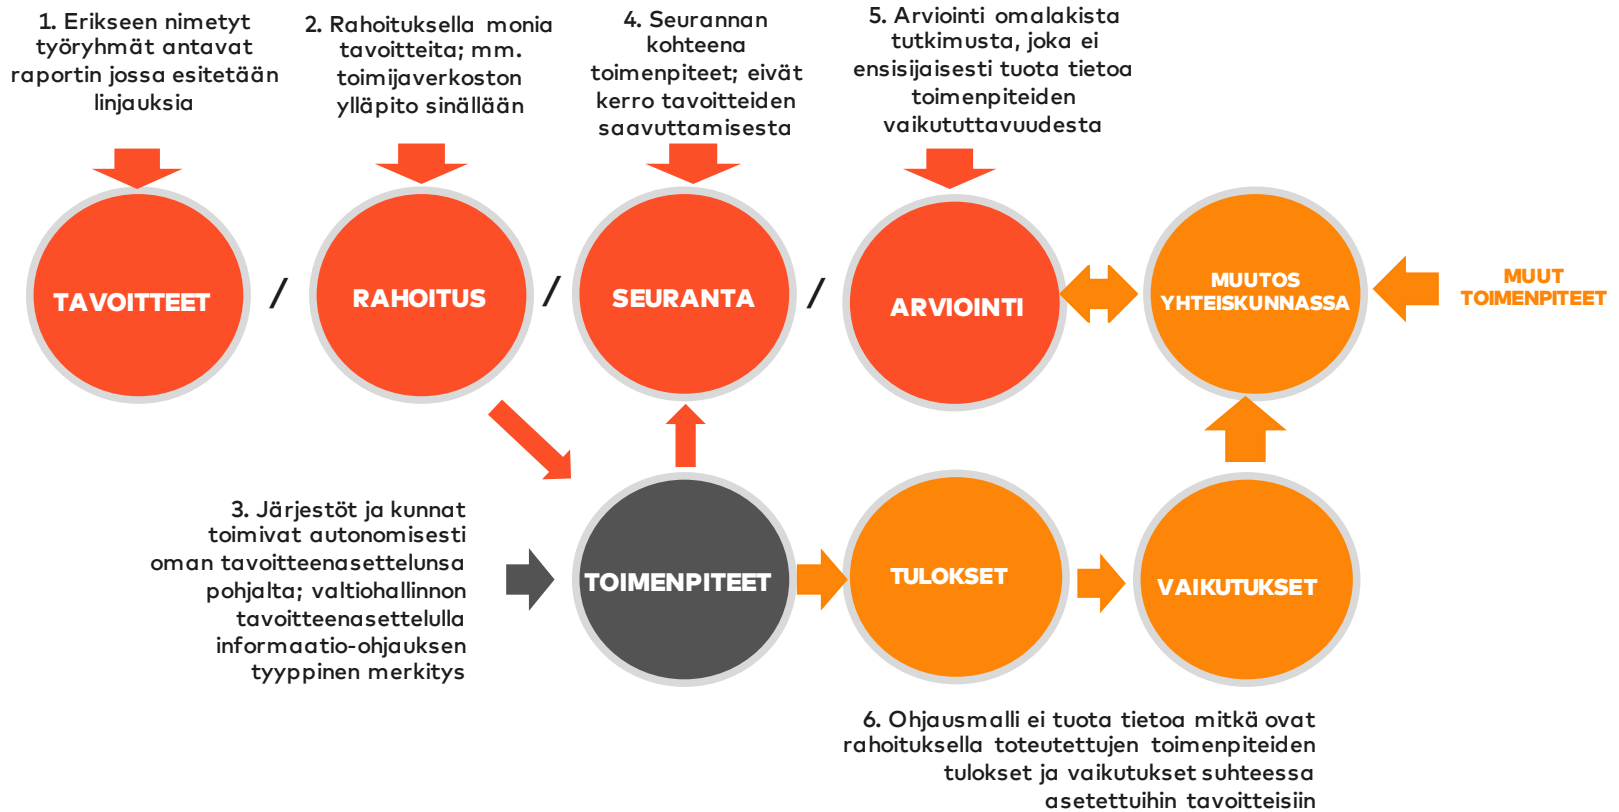 1. Erikseen nimetyt
työryhmät antavat
raportin jossa esitetään
linjauksia
2. Rahoituksella monia
tavoitteita; mm.
toimijaverkoston
ylläpito sinällään
4. Seurannan
kohteena
toimenpiteet; eivät
kerro tavoitteiden
saavuttamisesta
5. Arviointi omalakista
tutkimusta, joka ei
ensisijaisesti tuota tietoa
toimenpiteiden
vaikututtavuudesta
TAVOITTEET
/
RAHOITUS
/
SEURANTA
/
ARVIOINTI
MUUTOS
YHTEISKUNNASSA
MUUT
TOIMENPITEET
3. Järjestöt ja kunnat
toimivat autonomisesti
oman tavoitteenasettelunsa
pohjalta; valtiohallinnon
tavoitteenasettelulla
informaatio-ohjauksen
tyyppinen merkitys
TOIMENPITEET
TULOKSET
VAIKUTUKSET
6. Ohjausmalli ei tuota tietoa mitkä ovat
rahoituksella toteutettujen toimenpiteiden
tulokset ja vaikutukset suhteessa
asetettuihin tavoitteisiin